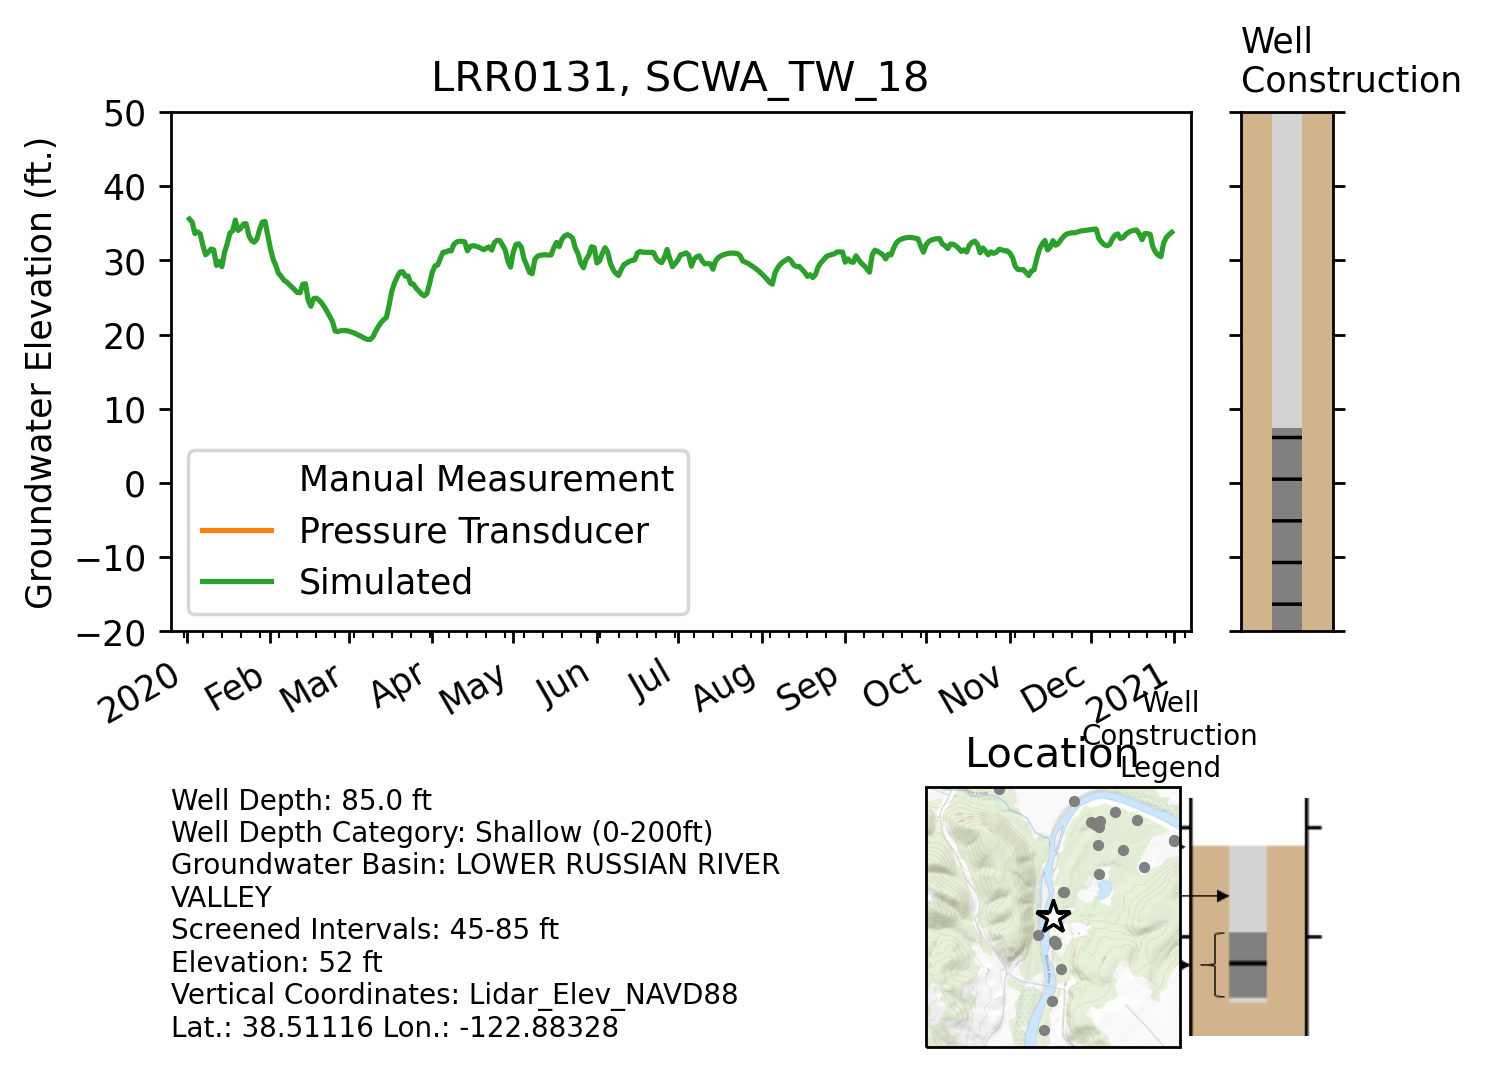 Well
Construction
LRR0131, SCWA_TW_18
Groundwater Elevation (ft.)
50
40
30
20
10
0
−10
−20
Manual Measurement
Pressure Transducer
Simulated
2020
Feb
Mar
Apr
May
Jun
Jul
Aug
Sep
Oct
Nov
Dec
2021
Well
Construction
Legend
Location
Well Depth: 85.0 ft
Well Depth Category: Shallow (0-200ft)
Groundwater Basin: LOWER RUSSIAN RIVER
VALLEY
Screened Intervals: 45-85 ft
Elevation: 52 ft
Vertical Coordinates: Lidar_Elev_NAVD88
Lat.: 38.51116 Lon.: -122.88328